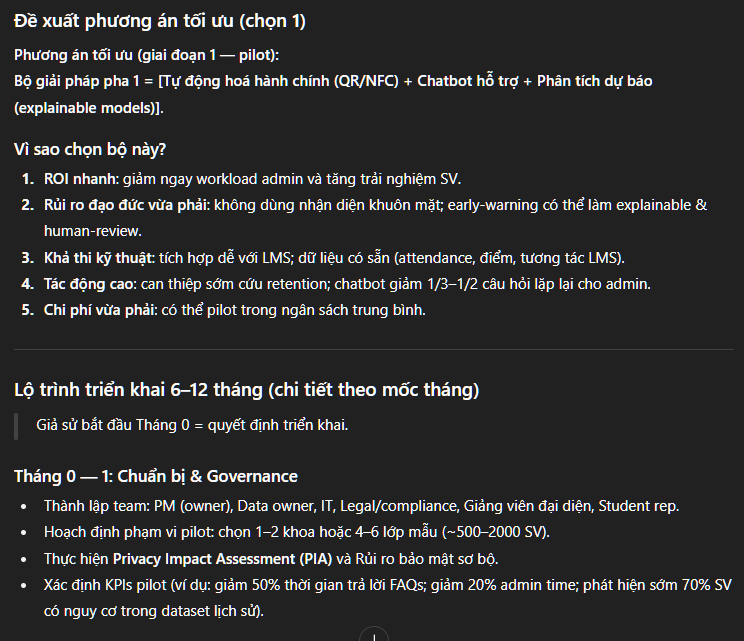 Đề xuất phương án tối ưu (chọn 1)
Phương án tối ưu (giai đoạn 1 — pilot):
Bộ giải pháp pha 1 = [Tự động hoá hành chính (QR/NFC) + Chatbot hỗ trợ + Phân tích dự báo
(explainable models)].
Vì sao chọn bộ này?
1. ROI nhanh: giảm ngay workload admin và tăng trải nghiệm SV.
2. Rủi ro đạo đức vừa phải: không dùng nhận diện khuôn mặt; early-warning có thể làm explainable &
human-review.
3. Khả thi kỹ thuật: tích hợp dễ với LMS; dữ liệu có sẵn (attendance, điểm, tương tác LMS).
4. Tác động cao: can thiệp sớm cứu retention; chatbot giảm 1/3–1/2 câu hỏi lặp lại cho admin.
5. Chi phí vừa phải: có thể pilot trong ngân sách trung bình.
Lộ trình triển khai 6–12 tháng (chi tiết theo mốc tháng)
Giả sử bắt đầu Tháng 0 = quyết định triển khai.
Tháng 0 — 1: Chuẩn bị & Governance
• Thành lập team: PM (owner), Data owner, IT, Legal/compliance, Giảng viên đại diện, Student rep.
• Hoạch định phạm vi pilot: chọn 1–2 khoa hoặc 4–6 lớp mẫu (~500–2000 SV).
• Thực hiện Privacy Impact Assessment (PIA) và Rủi ro bảo mật sơ bộ.
• Xác định KPIs pilot (ví dụ: giảm 50% thời gian trả lời FAQs; giảm 20% admin time; phát hiện sớm 70% SV
có nguy cơ trong dataset lịch sử).